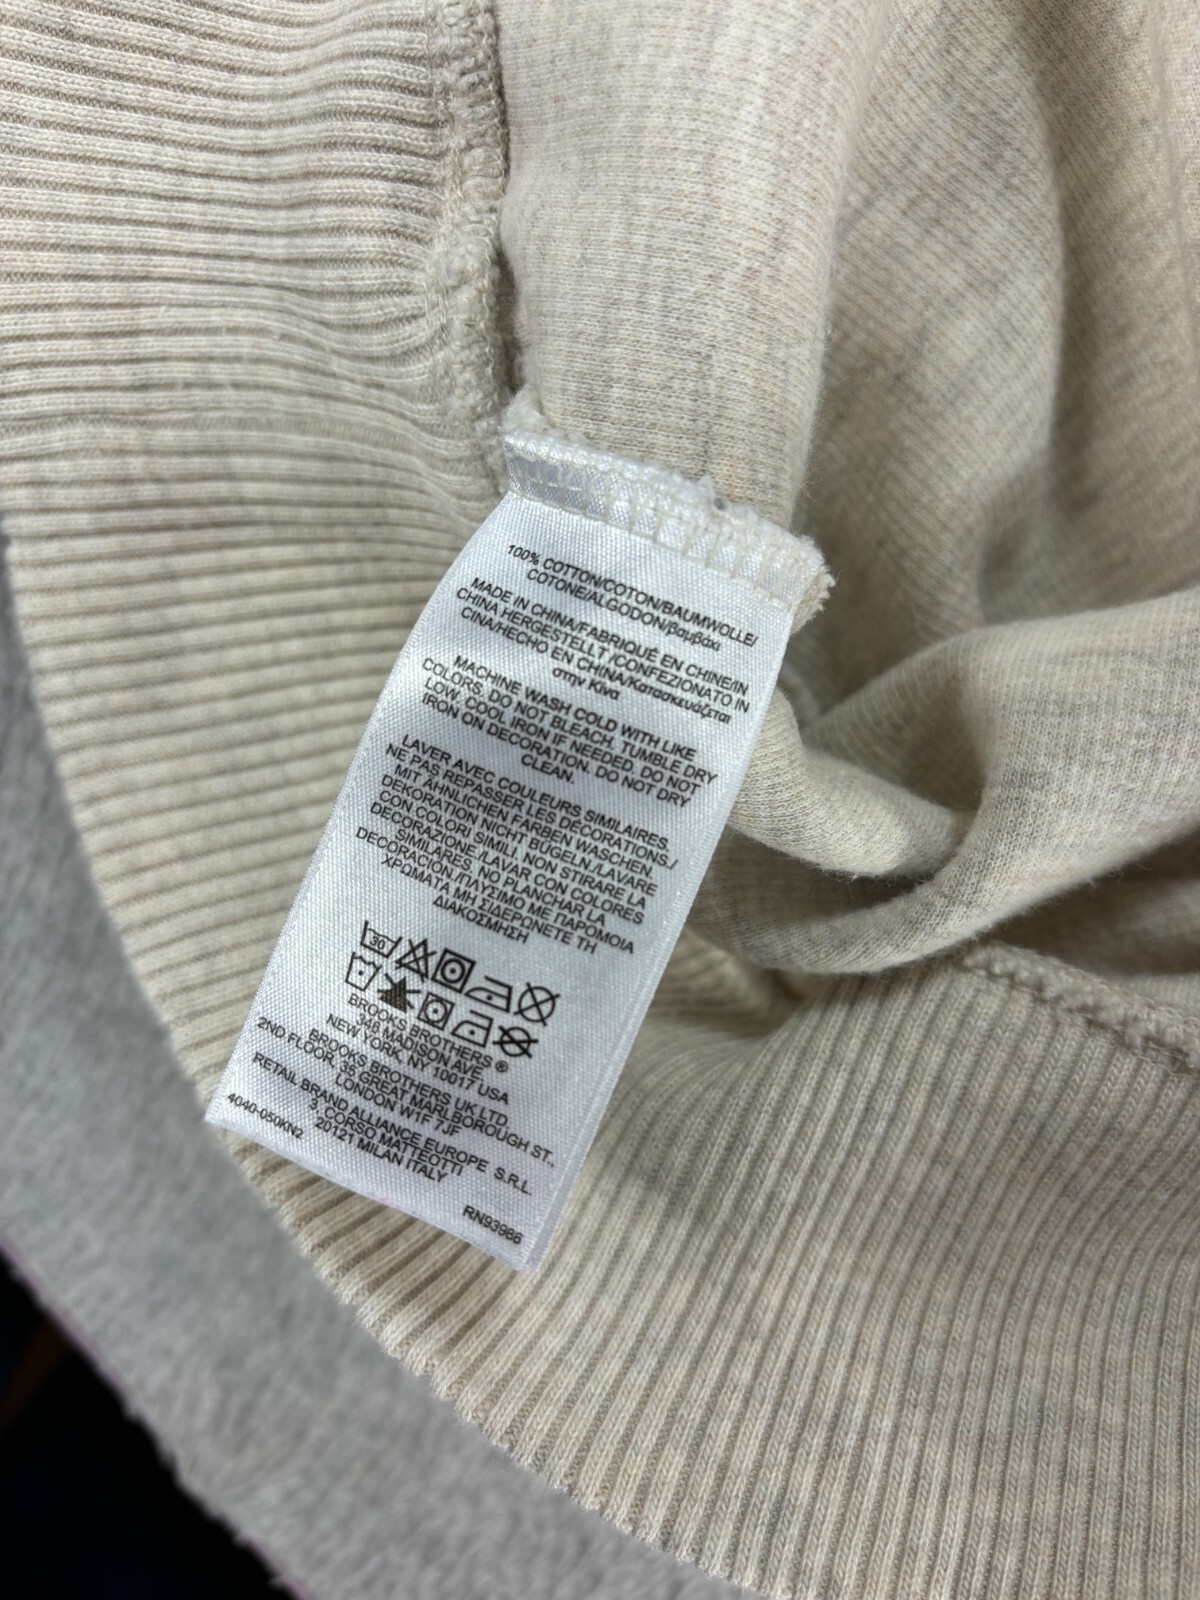 100% COTTON/COTON/BAUMWOLLE/
COTONE/ALGODON/βαμβάκι
MADE IN CHINA/FABRIQUÉ EN CHINE/IN
CHINA HERGESTELLT /CONFEZIONATO IN
CINA/HECHO EN CHINA/Κατασκευάζεται
στην Κίνα
MACHINE WASH COLD WITH LIKE
COLORS. DO NOT BLEACH. TUMBLE DRY
LOW. COOL IRON IF NEEDED. DO NOT
IRON ON DECORATION. DO NOT DRY
CLEAN.
LAVER AVEC COULEURS SIMILAIRES.
NE PAS REPASSER LES DÉCORATIONS./
MIT ÄHNLICHEN FARBEN WASCHEN.
DEKORATION NICHT BÜGELN./LAVARE
CON COLORI SIMILI. NON STIRARE LA
DECORAZIONE./LAVAR CON COLORES
SIMILARES. NO PLANCHAR LA
DECORACIÓN./ΠΛΥΣΙΜΟ ΜΕ ΠΑΡΟΜΟΙΑ
ΧΡΩΜΑΤΑ ΜΗ ΣΙΔΕΡΩΝΕΤΕ ΤΗ
ΔΙΑΚΟΣΜΗΣΗ
30
BROOKS BROTHERS ®
346 MADISON AVE.
NEW YORK, NY 10017 USA
BROOKS BROTHERS UK LTD.
2ND FLOOR, 35 GREAT MARLBOROUGH ST.,
LONDON W1F 7JF
RETAIL BRAND ALLIANCE EUROPE S.R.L.
3, CORSO MATTEOTTI
20121 MILAN ITALY
4040-050KN2
RN93986